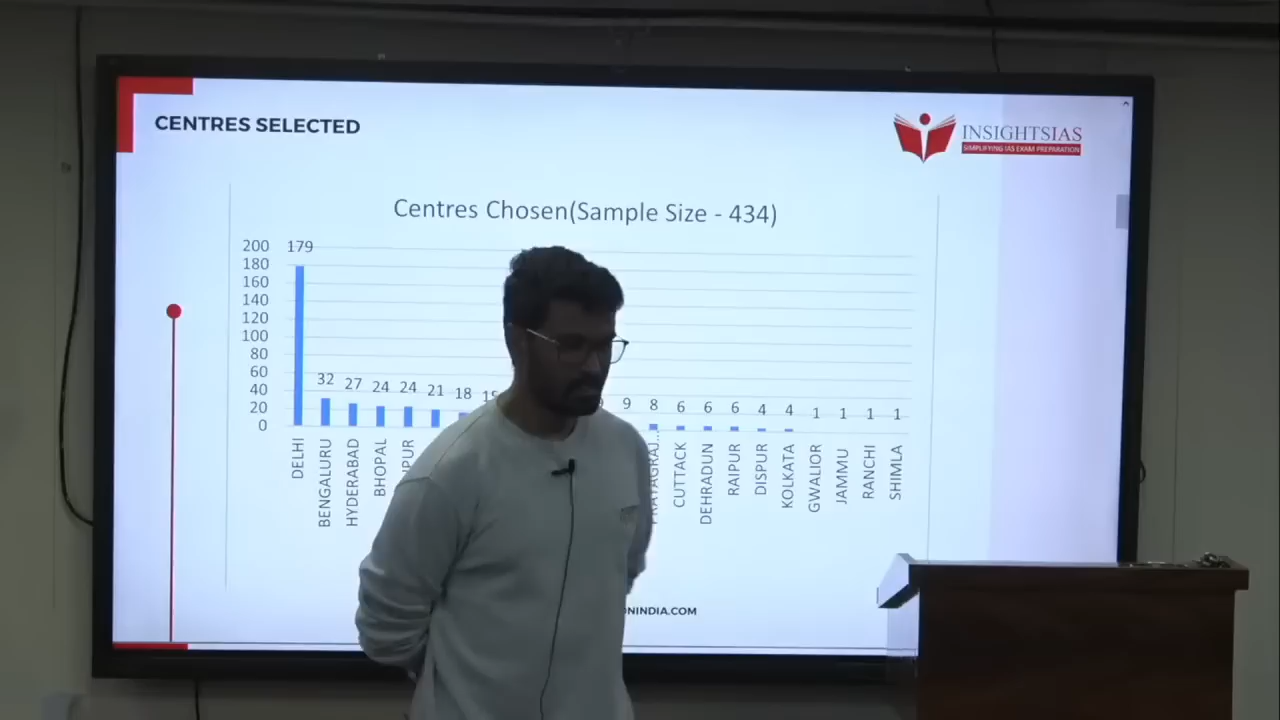 CENTRES SELECTED
INSIGHTSIAS
SIMPLIFYING IAS EXAM PREPARATION
Centres Chosen(Sample Size - 434)
200
180
160
140
120
100
80
60
40
20
0
179
32
27
24
24
21
18
9
8
6
6
6
4
4
1
1
1
1
DELHI
BENGALURU
HYDERABAD
BHOPAL
CUTTACK
DEHRADUN
RAIPUR
DISPUR
KOLKATA
GWALIOR
JAMMU
RANCHI
SHIMLA